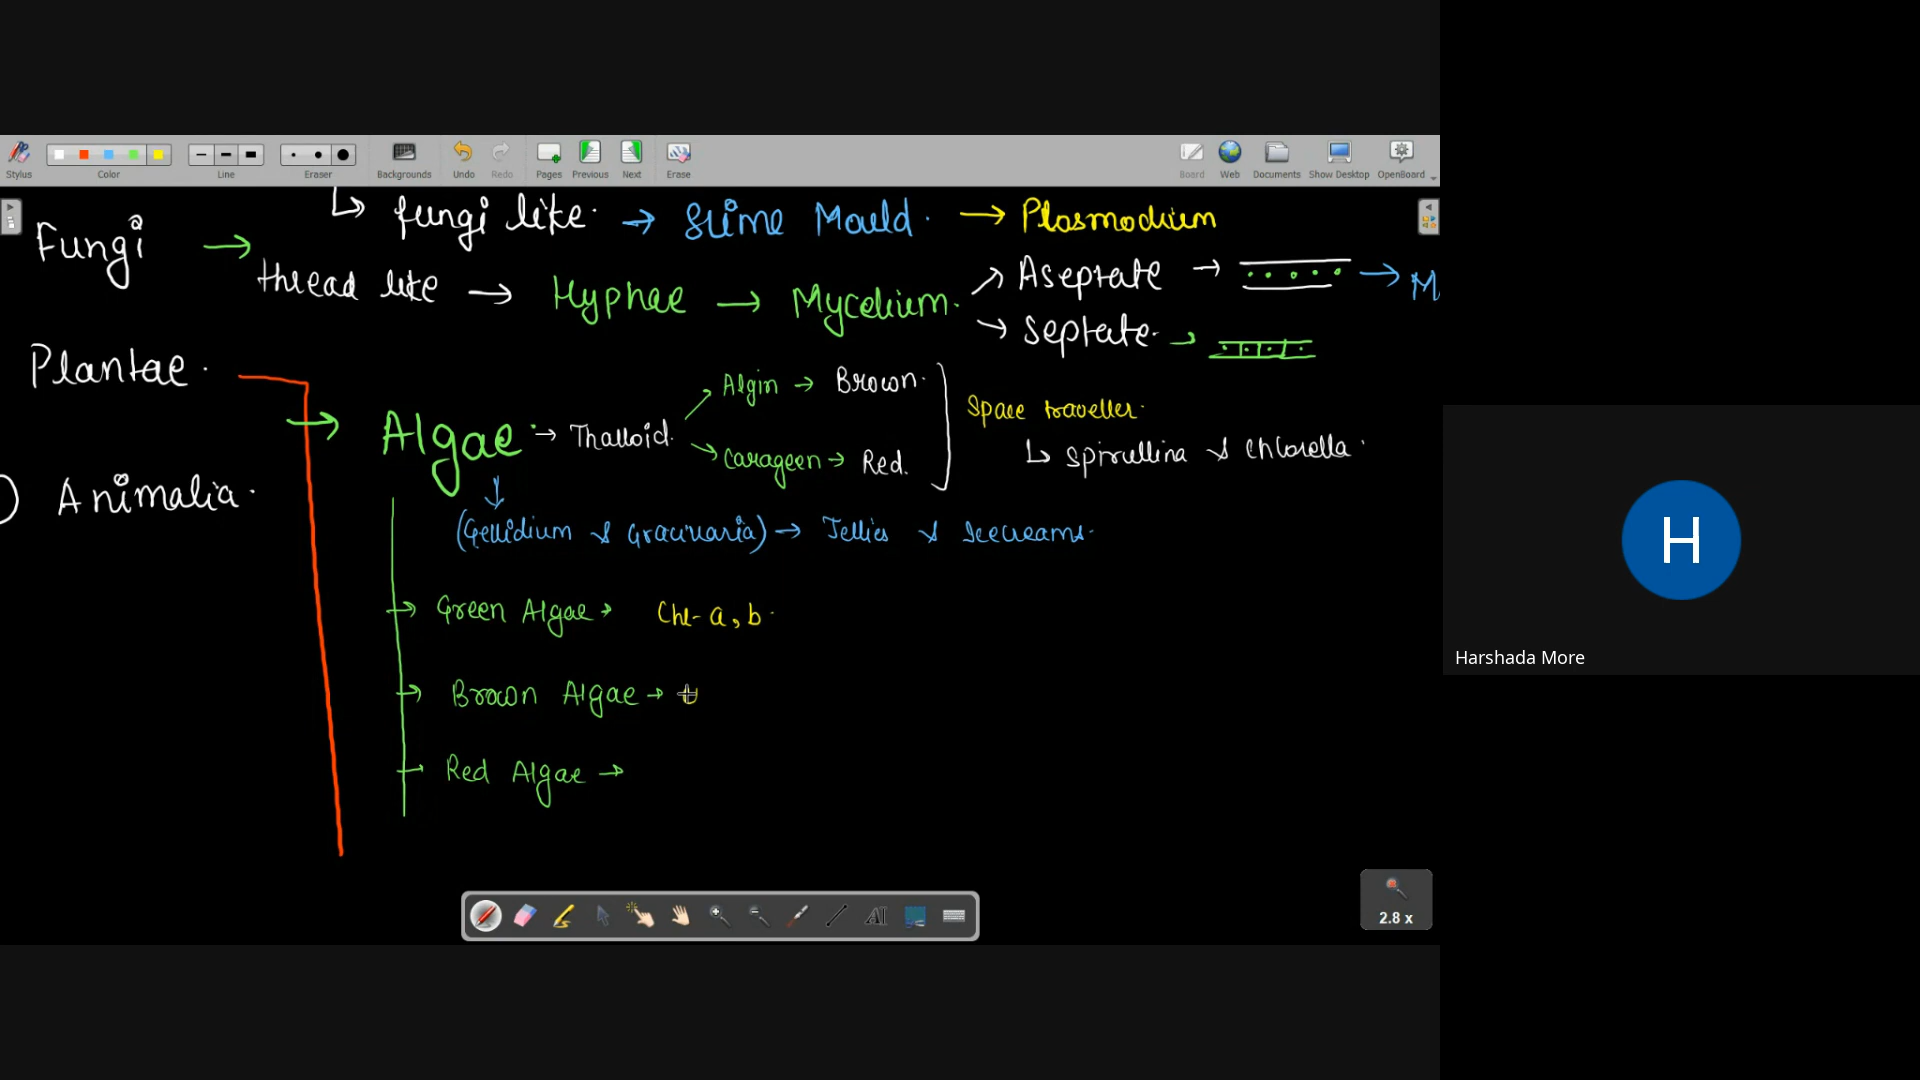 Stylus Color Line Eraser Backgrounds Undo Redo Pages Previous Next Erase Board Web Documents Show Desktop OpenBoard
↳ fungi like. → Slime Mould. → Plasmodium
Fungi → thread like → Hyphae → Mycelium.
↗ Aseptate → → M
↘ Septate. →
Plantae.
→ Algae → Thalloid.
↗ Algin → Brown.
↘ Carageen → Red.
Space traveller.
↳ Spirullina & Chlorella.
Animalia.
↓
(Gellidium & Gracilaria) → Jellies & Icecreams.
→ Green Algae → Chl- a, b.
→ Brown Algae →
→ Red Algae →
H
Harshada More
2.8 x